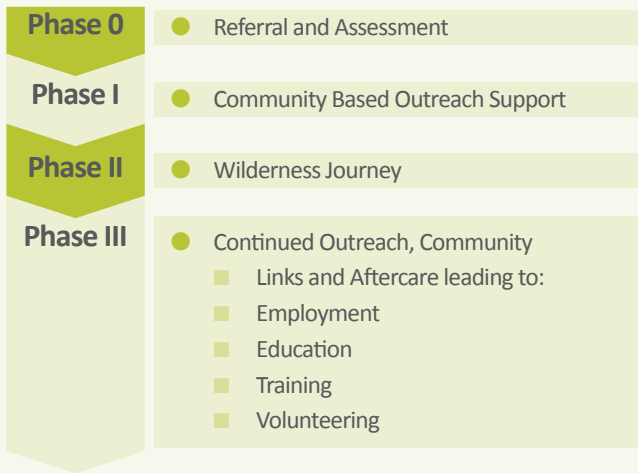 Phase 0
Referral and Assessment
Phase I
Community Based Outreach Support
Phase II
Wilderness Journey
Phase III
Continued Outreach, Community
Links and Aftercare leading to:
Employment
Education
Training
Volunteering